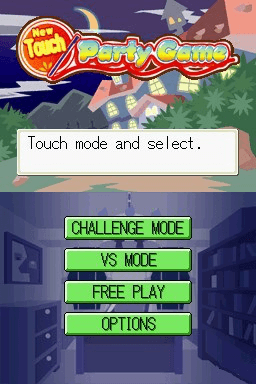 New
Touch
Party Game
Touch mode and select.
CHALLENGE MODE
VS MODE
FREE PLAY
OPTIONS